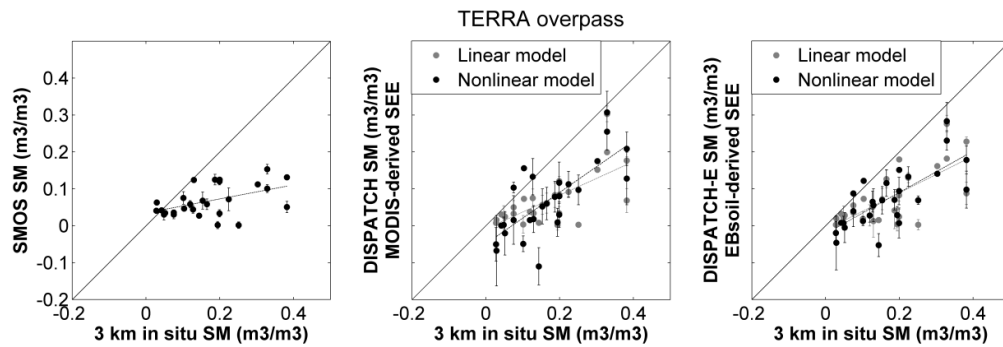 TERRA overpass
SMOS SM (m3/m3)
0.4
0.3
0.2
0.1
0
-0.1
-0.2
-0.2 0 0.2 0.4
3 km in situ SM (m3/m3)
DISPATCH SM (m3/m3)
MODIS-derived SEE
Linear model
Nonlinear model
-0.2 0 0.2 0.4
3 km in situ SM (m3/m3)
DISPATCH-E SM (m3/m3)
EBsoil-derived SEE
Linear model
Nonlinear model
-0.2 0 0.2 0.4
3 km in situ SM (m3/m3)